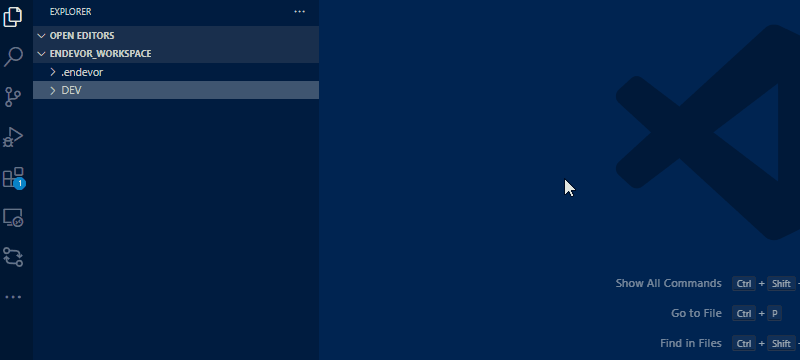 EXPLORER
OPEN EDITORS
ENDEVOR_WORKSPACE
.endevor
DEV
1
Show All Commands Ctrl + Shift +
Go to File Ctrl + P
Find in Files Ctrl + Shift +